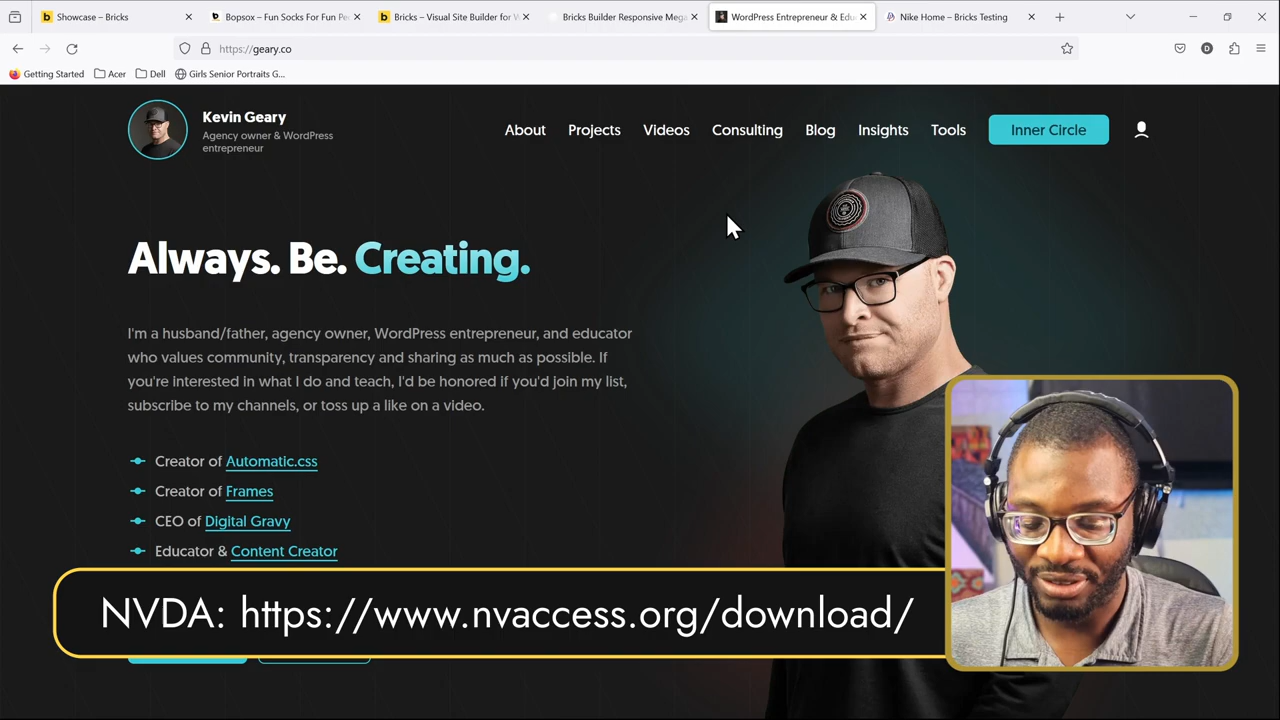 Showcase – Bricks
Bopsox – Fun Socks For Fun Pe
Bricks – Visual Site Builder for W
Bricks Builder Responsive Mega
WordPress Entrepreneur & Edu
Nike Home – Bricks Testing
https://geary.co
Getting Started
Acer
Dell
Girls Senior Portraits G...
Kevin Geary
Agency owner & WordPress
entrepreneur
About
Projects
Videos
Consulting
Blog
Insights
Tools
Inner Circle
Always. Be. Creating.
I'm a husband/father, agency owner, WordPress entrepreneur, and educator
who values community, transparency and sharing as much as possible. If
you're interested in what I do and teach, I'd be honored if you'd join my list,
subscribe to my channels, or toss up a like on a video.
Creator of Automatic.css
Creator of Frames
CEO of Digital Gravy
Educator & Content Creator
NVDA: https://www.nvaccess.org/download/